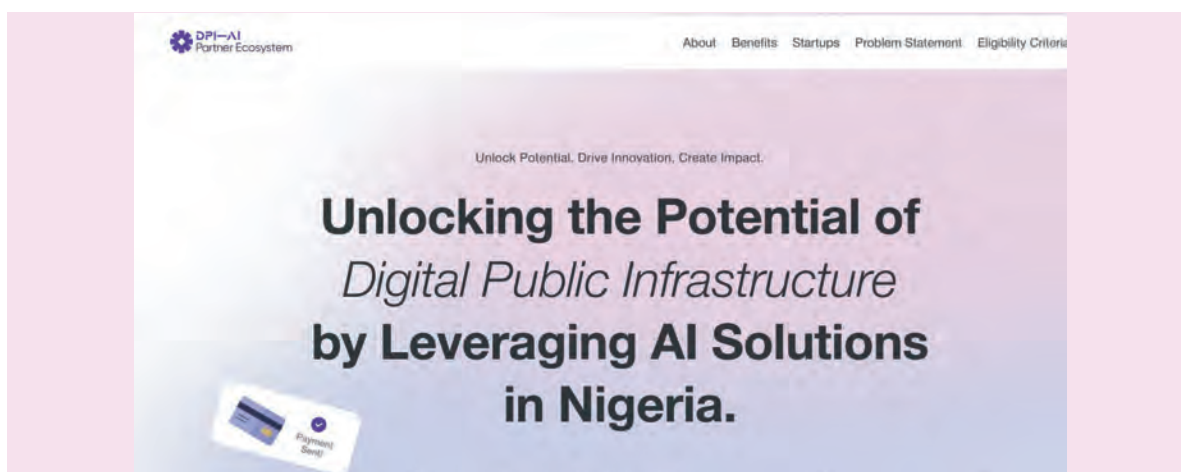 DPI—AI
Partner Ecosystem
About Benefits Startups Problem Statement Eligibility Criteria
Unlock Potential. Drive Innovation. Create Impact.
Unlocking the Potential of
Digital Public Infrastructure
by Leveraging AI Solutions
in Nigeria.
Payment
Sent!